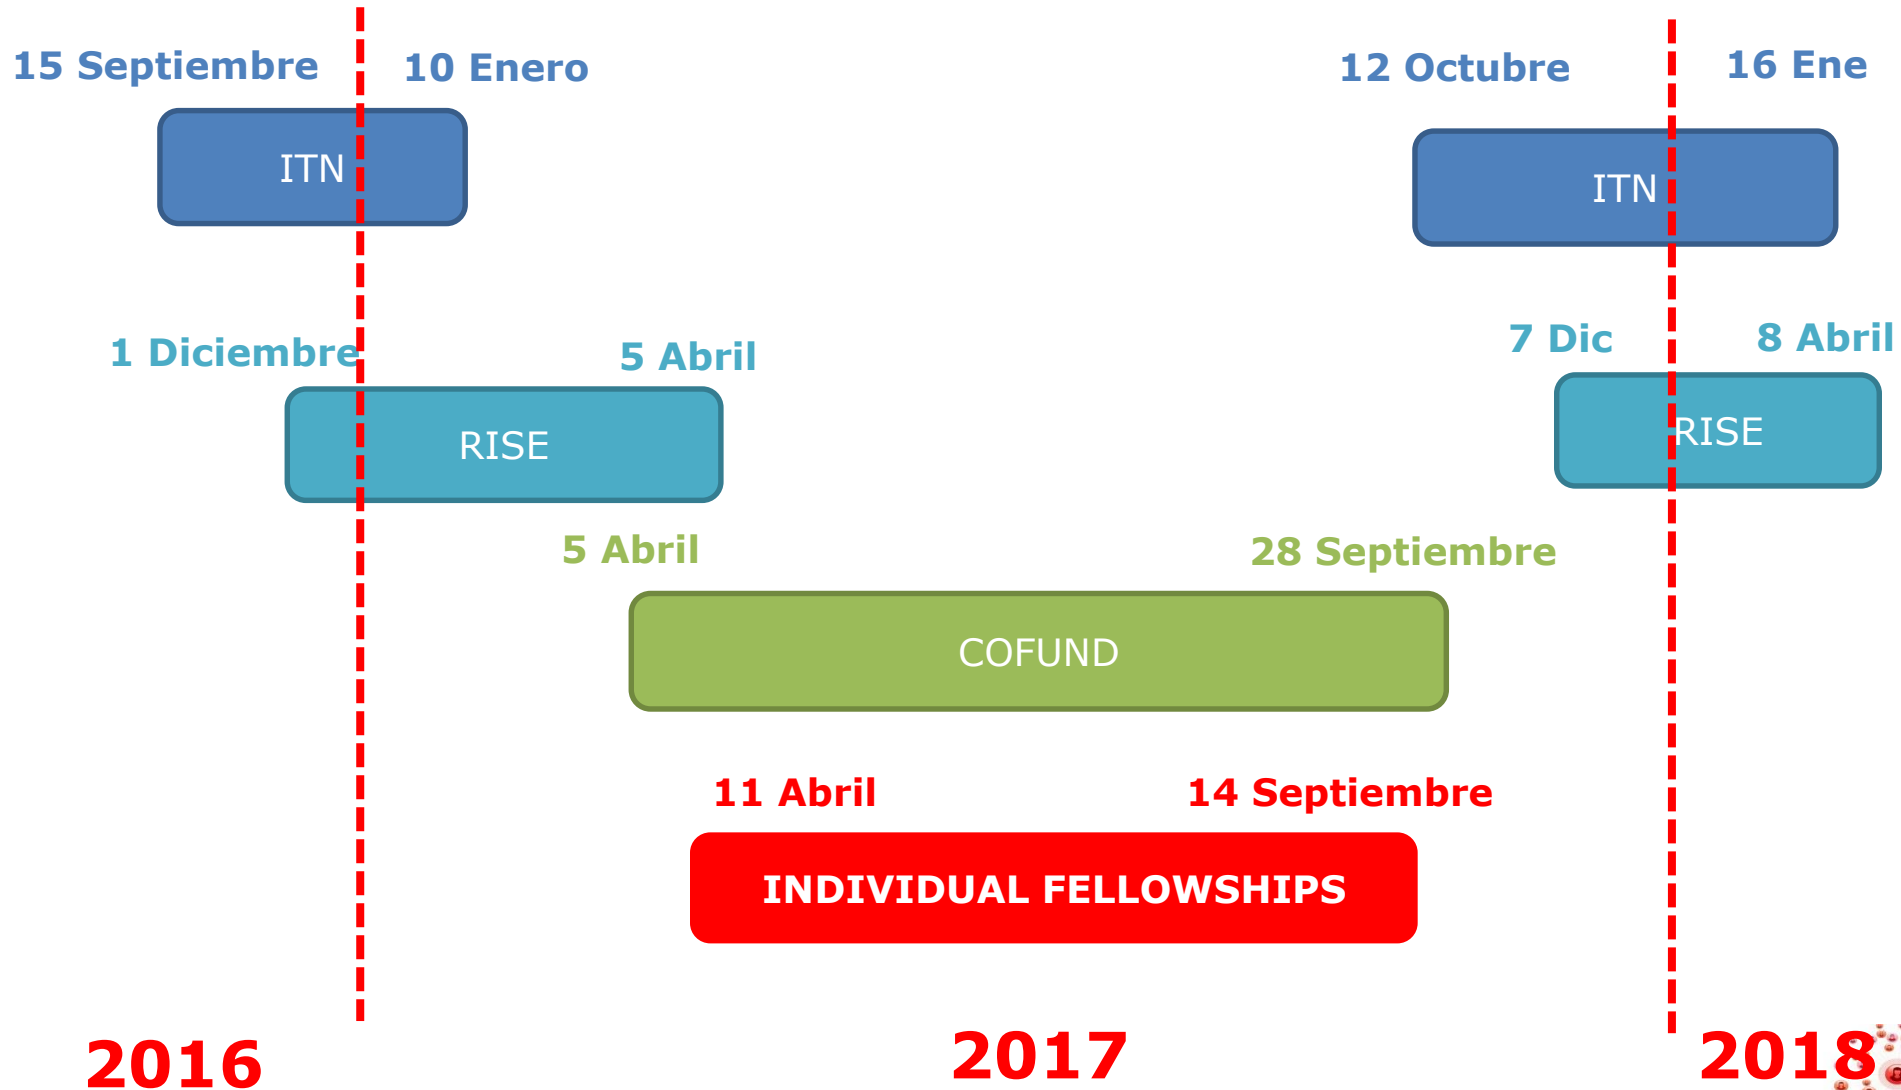 15 Septiembre
10 Enero
12 Octubre
16 Ene
ITN
ITN
1 Diciembre
5 Abril
7 Dic
8 Abril
RISE
RISE
5 Abril
28 Septiembre
COFUND
11 Abril
14 Septiembre
INDIVIDUAL FELLOWSHIPS
2016
2017
2018